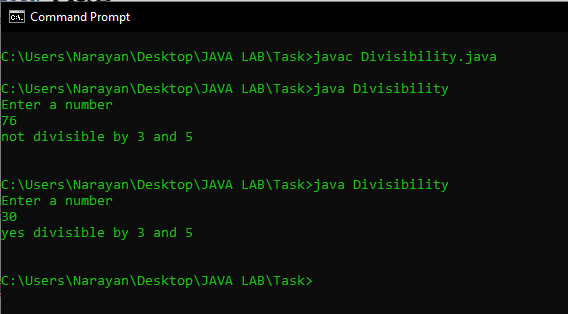 Command Prompt
C:\Users\Narayan\Desktop\JAVA LAB\Task>javac Divisibility.java
C:\Users\Narayan\Desktop\JAVA LAB\Task>java Divisibility
Enter a number
76
not divisible by 3 and 5
C:\Users\Narayan\Desktop\JAVA LAB\Task>java Divisibility
Enter a number
30
yes divisible by 3 and 5
C:\Users\Narayan\Desktop\JAVA LAB\Task>